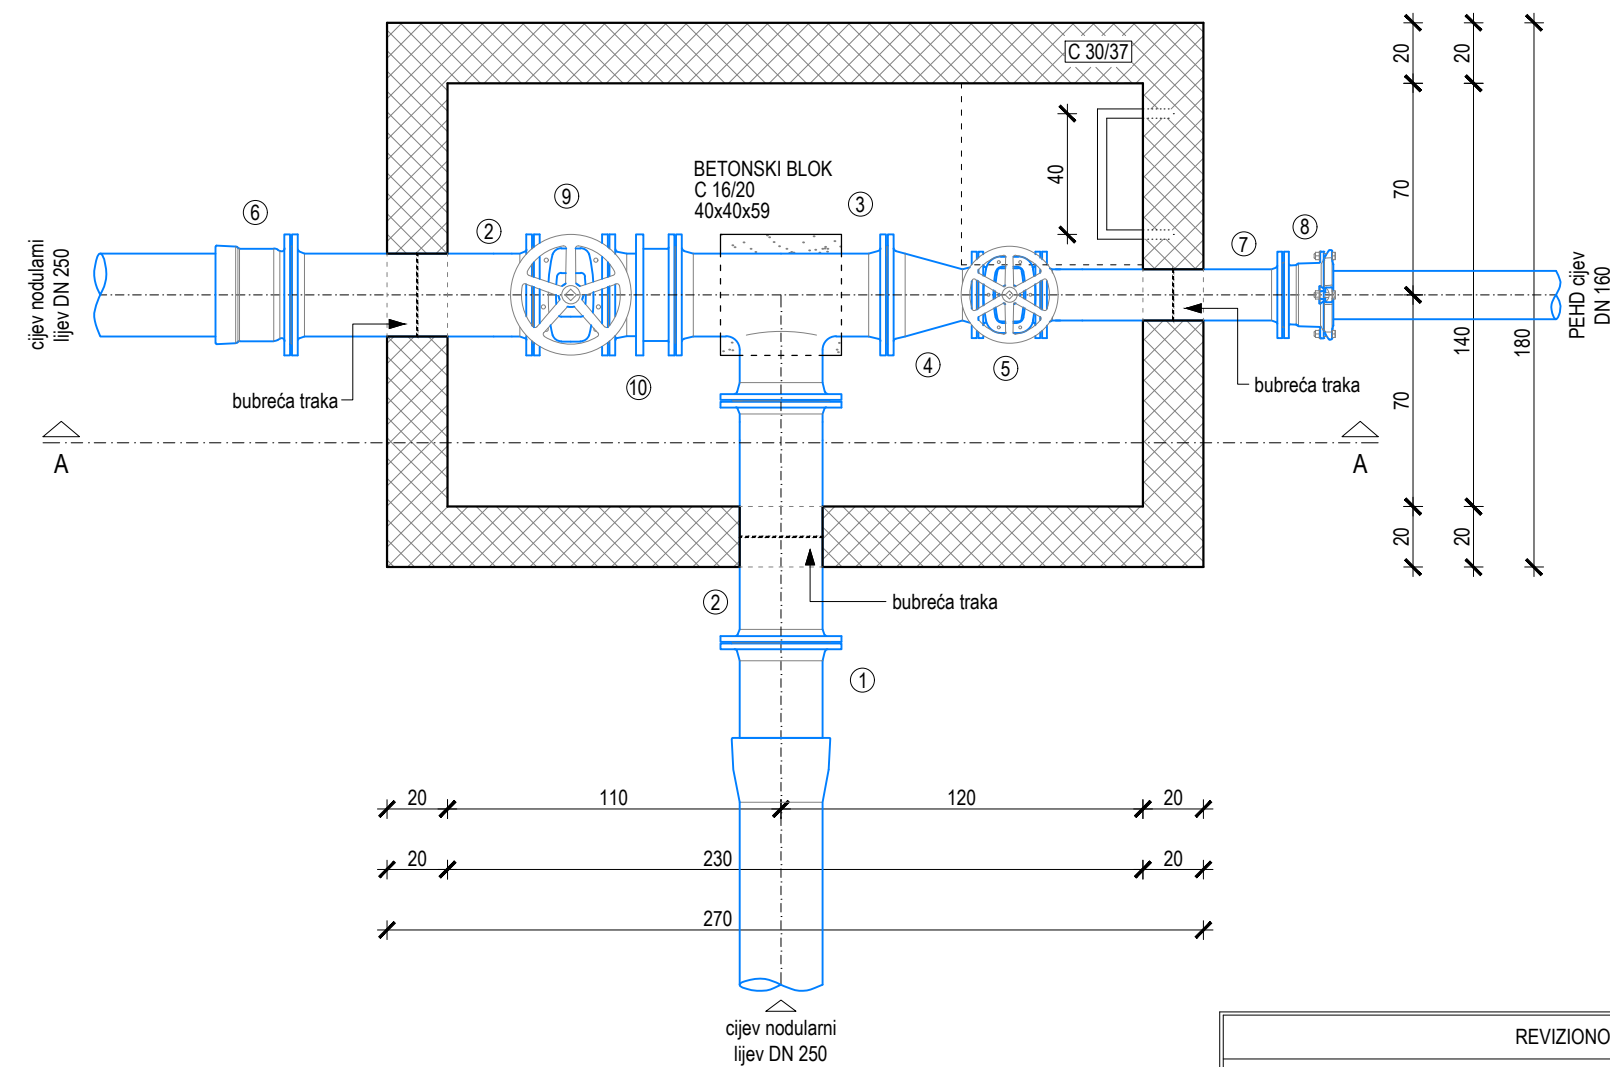 C 30/37
20
20
40
70
BETONSKI BLOK
C 16/20
40x40x59
6
9
2
3
7
8
cijev nodularni
lijev DN 250
PEHD cijev
DN 160
140
180
4
5
10
bubreća traka
bubreća traka
70
A
A
20
20
2
bubreća traka
1
20
110
120
20
20
230
20
270
cijev nodularni
lijev DN 250
REVIZIONO